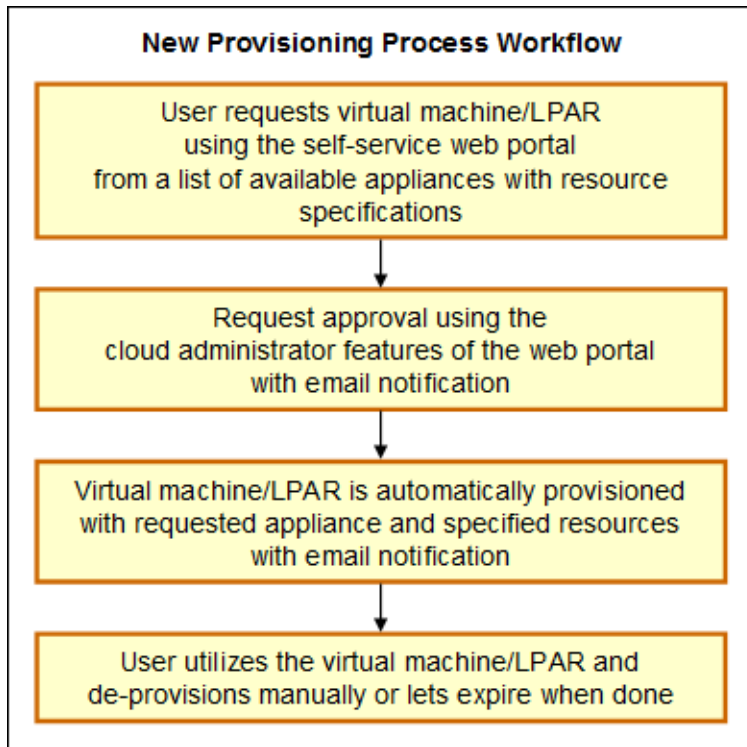 New Provisioning Process Workflow
User requests virtual machine/LPAR
using the self-service web portal
from a list of available appliances with resource
specifications
Request approval using the
cloud administrator features of the web portal
with email notification
Virtual machine/LPAR is automatically provisioned
with requested appliance and specified resources
with email notification
User utilizes the virtual machine/LPAR and
de-provisions manually or lets expire when done